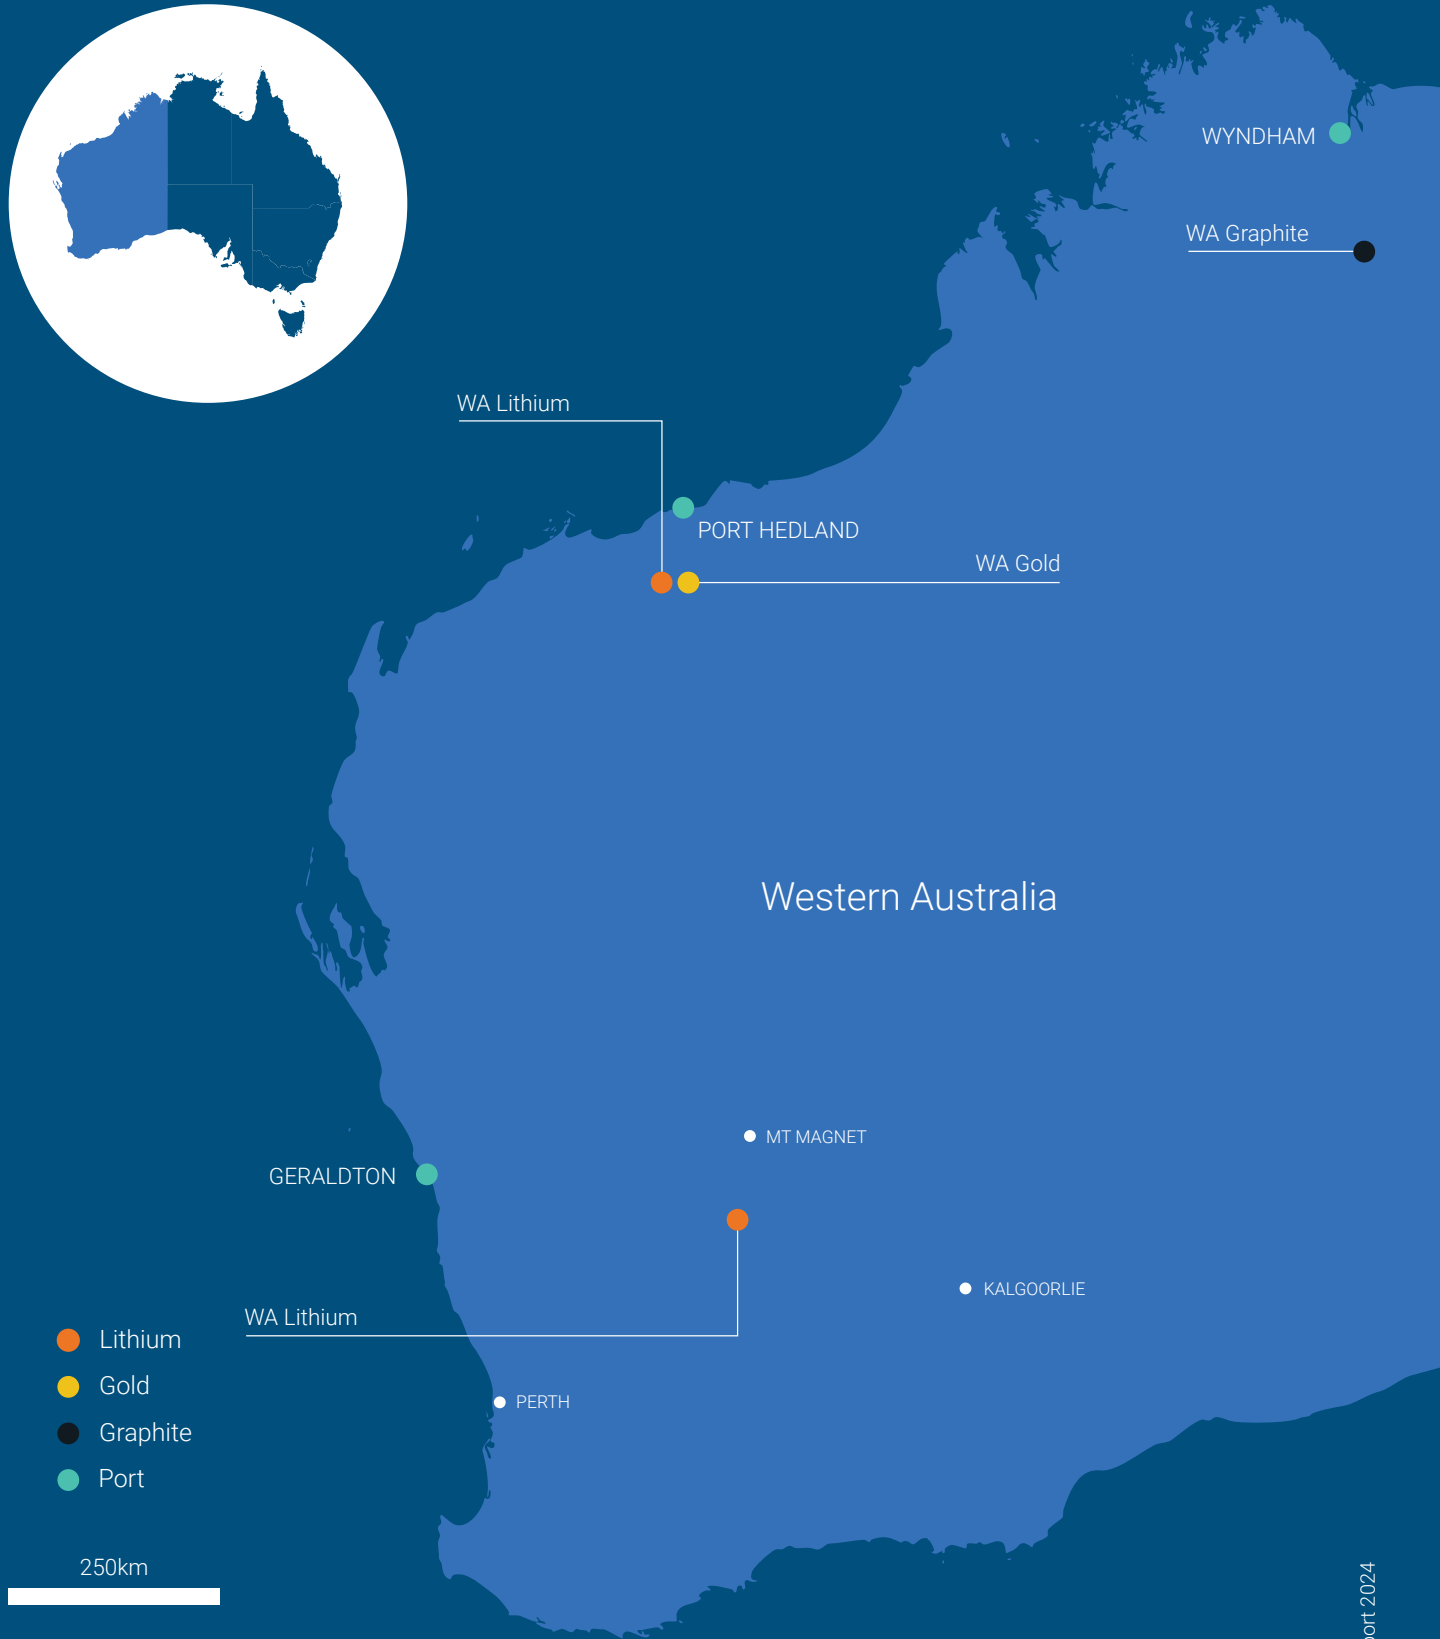 WYNDHAM
WA Graphite
WA Lithium
PORT HEDLAND
WA Gold
Western Australia
MT MAGNET
GERALDTON
KALGOORLIE
WA Lithium
Lithium
PERTH
Gold
Graphite
Port
250km
2024